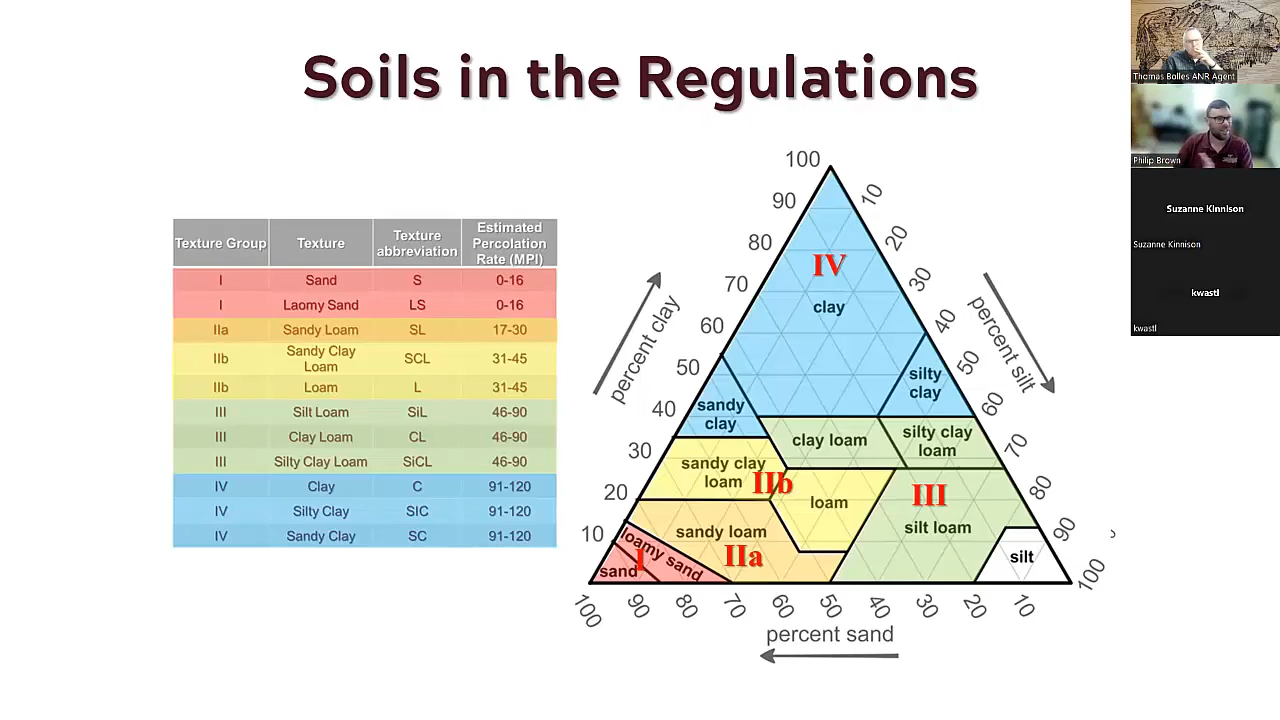 Soils in the Regulations
Texture Group Texture Texture abbreviation Estimated Percolation Rate (MPI)
I Sand S 0-16
I Laomy Sand LS 0-16
IIa Sandy Loam SL 17-30
IIb Sandy Clay Loam SCL 31-45
IIb Loam L 31-45
III Silt Loam SiL 46-90
III Clay Loam CL 46-90
III Silty Clay Loam SiCL 46-90
IV Clay C 91-120
IV Silty Clay SIC 91-120
IV Sandy Clay SC 91-120
100
90
80
70
60
50
40
30
20
10
percent clay
10
20
30
40
50
60
70
80
90
100
percent silt
IV
clay
silty
clay
sandy
clay
clay loam
silty clay
loam
sandy clay
loam
IIb
loam
III
silt loam
sandy loam
IIa
silt
loamy sand
I
sand
100 90 80 70 60 50 40 30 20 10
percent sand
Thomas Bolles ANR Agent
Philip Brown
Suzanne Kinnison
Suzanne Kinnison
kwastl
kwastl